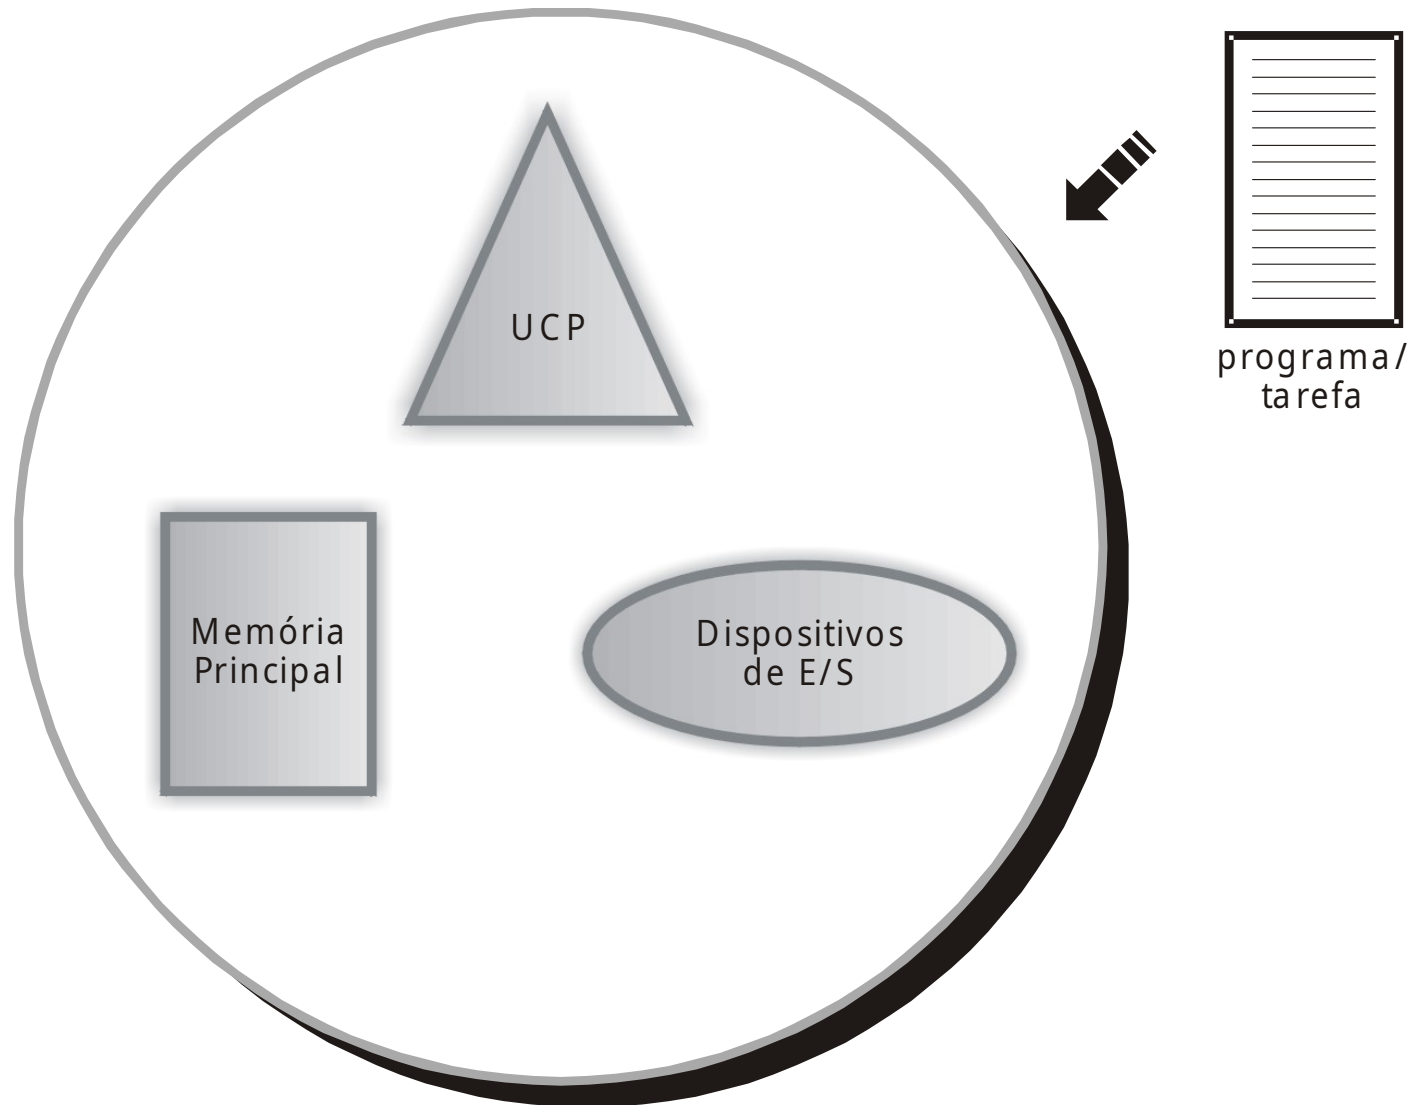 UCP
programa/
tarefa
Memória
Principal
Dispositivos
de E/S